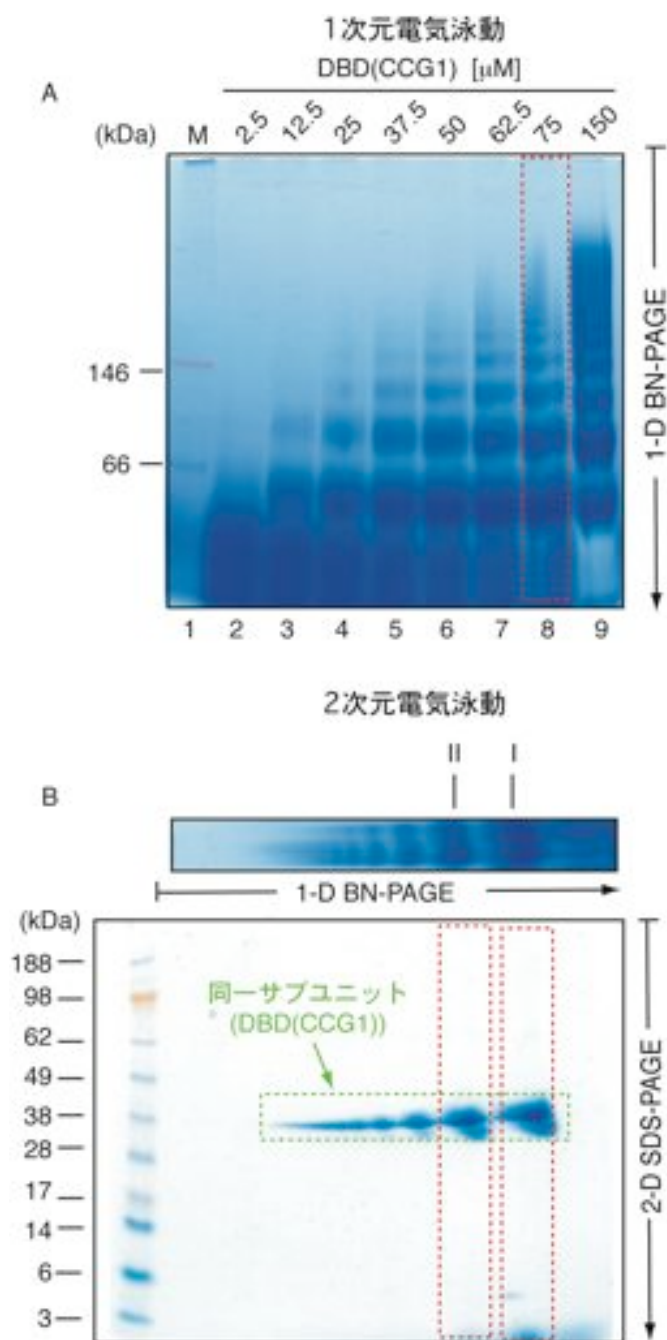 1次元電気泳動
DBD(CCG1) [µM]
A
(kDa) M 2.5 12.5 25 37.5 50 62.5 75 150
146
66
1-D BN-PAGE
1 2 3 4 5 6 7 8 9
2次元電気泳動
II I
B
1-D BN-PAGE
(kDa)
188
98
62
49
38
28
17
14
6
3
同一サブユニット
(DBD(CCG1))
2-D SDS-PAGE